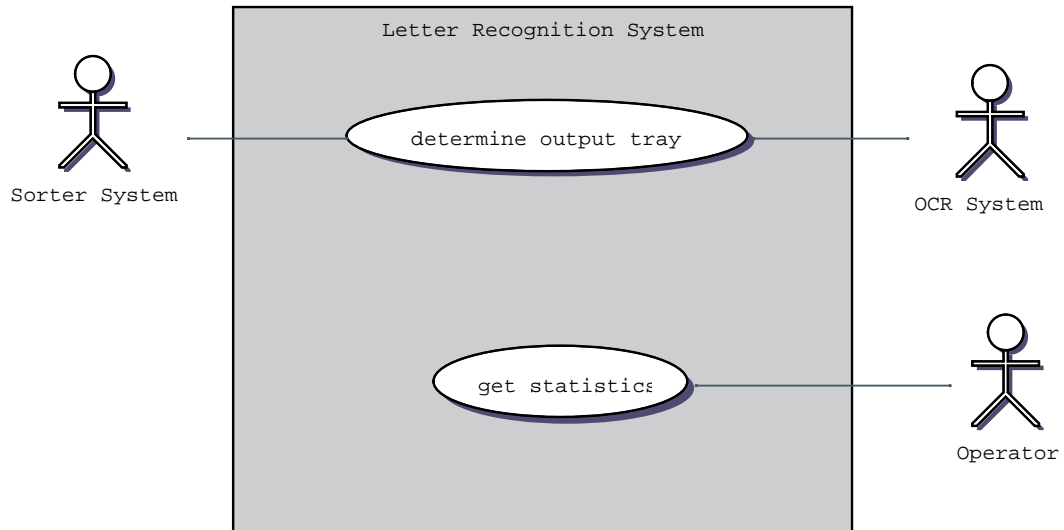 Letter Recognition System
determine output tray
Sorter System
OCR System
get statistics
Operator